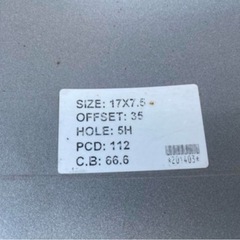 SIZE: 17X7.5
OFFSET: 35
HOLE: 5H
PCD: 112
C.B: 66.6